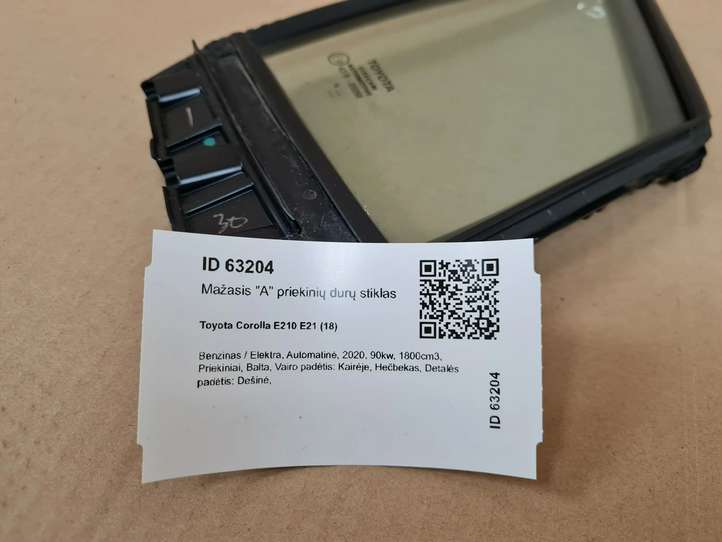 TOYOTA
30
ID 63204
Mažasis "A" priekinių durų stiklas
Toyota Corolla E210 E21 (18)
Benzinas / Elektra, Automatinė, 2020, 90kw, 1800cm3,
Priekiniai, Balta, Vairo padėtis: Kairėje, Hečbekas, Detalės
padėtis: Dešinė,
ID 63204